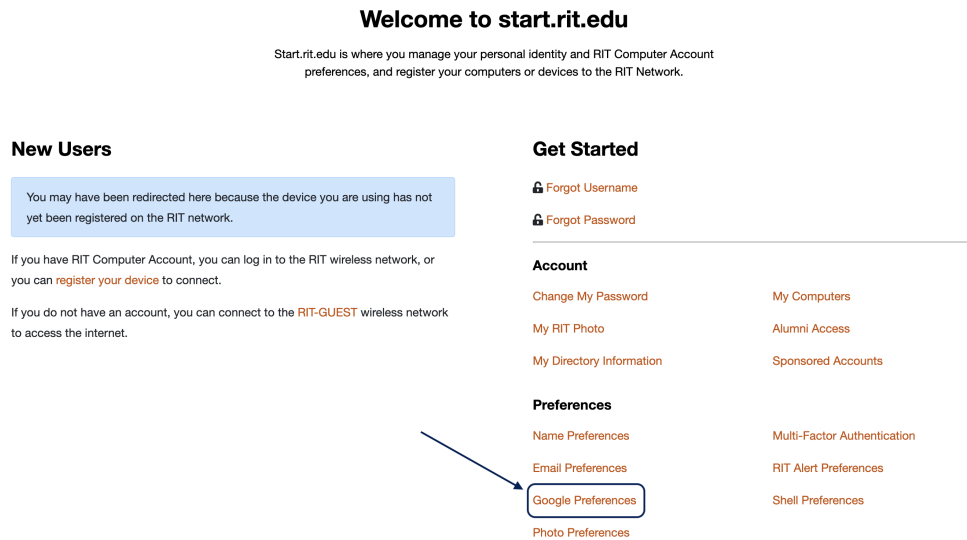 Welcome to start.rit.edu
Start.rit.edu is where you manage your personal identity and RIT Computer Account
preferences, and register your computers or devices to the RIT Network.
New Users
You may have been redirected here because the device you are using has not
yet been registered on the RIT network.
If you have RIT Computer Account, you can log in to the RIT wireless network, or
you can register your device to connect.
If you do not have an account, you can connect to the RIT-GUEST wireless network
to access the internet.
Get Started
Forgot Username
Forgot Password
Account
Change My Password
My Computers
My RIT Photo
Alumni Access
My Directory Information
Sponsored Accounts
Preferences
Name Preferences
Multi-Factor Authentication
Email Preferences
RIT Alert Preferences
Google Preferences
Shell Preferences
Photo Preferences